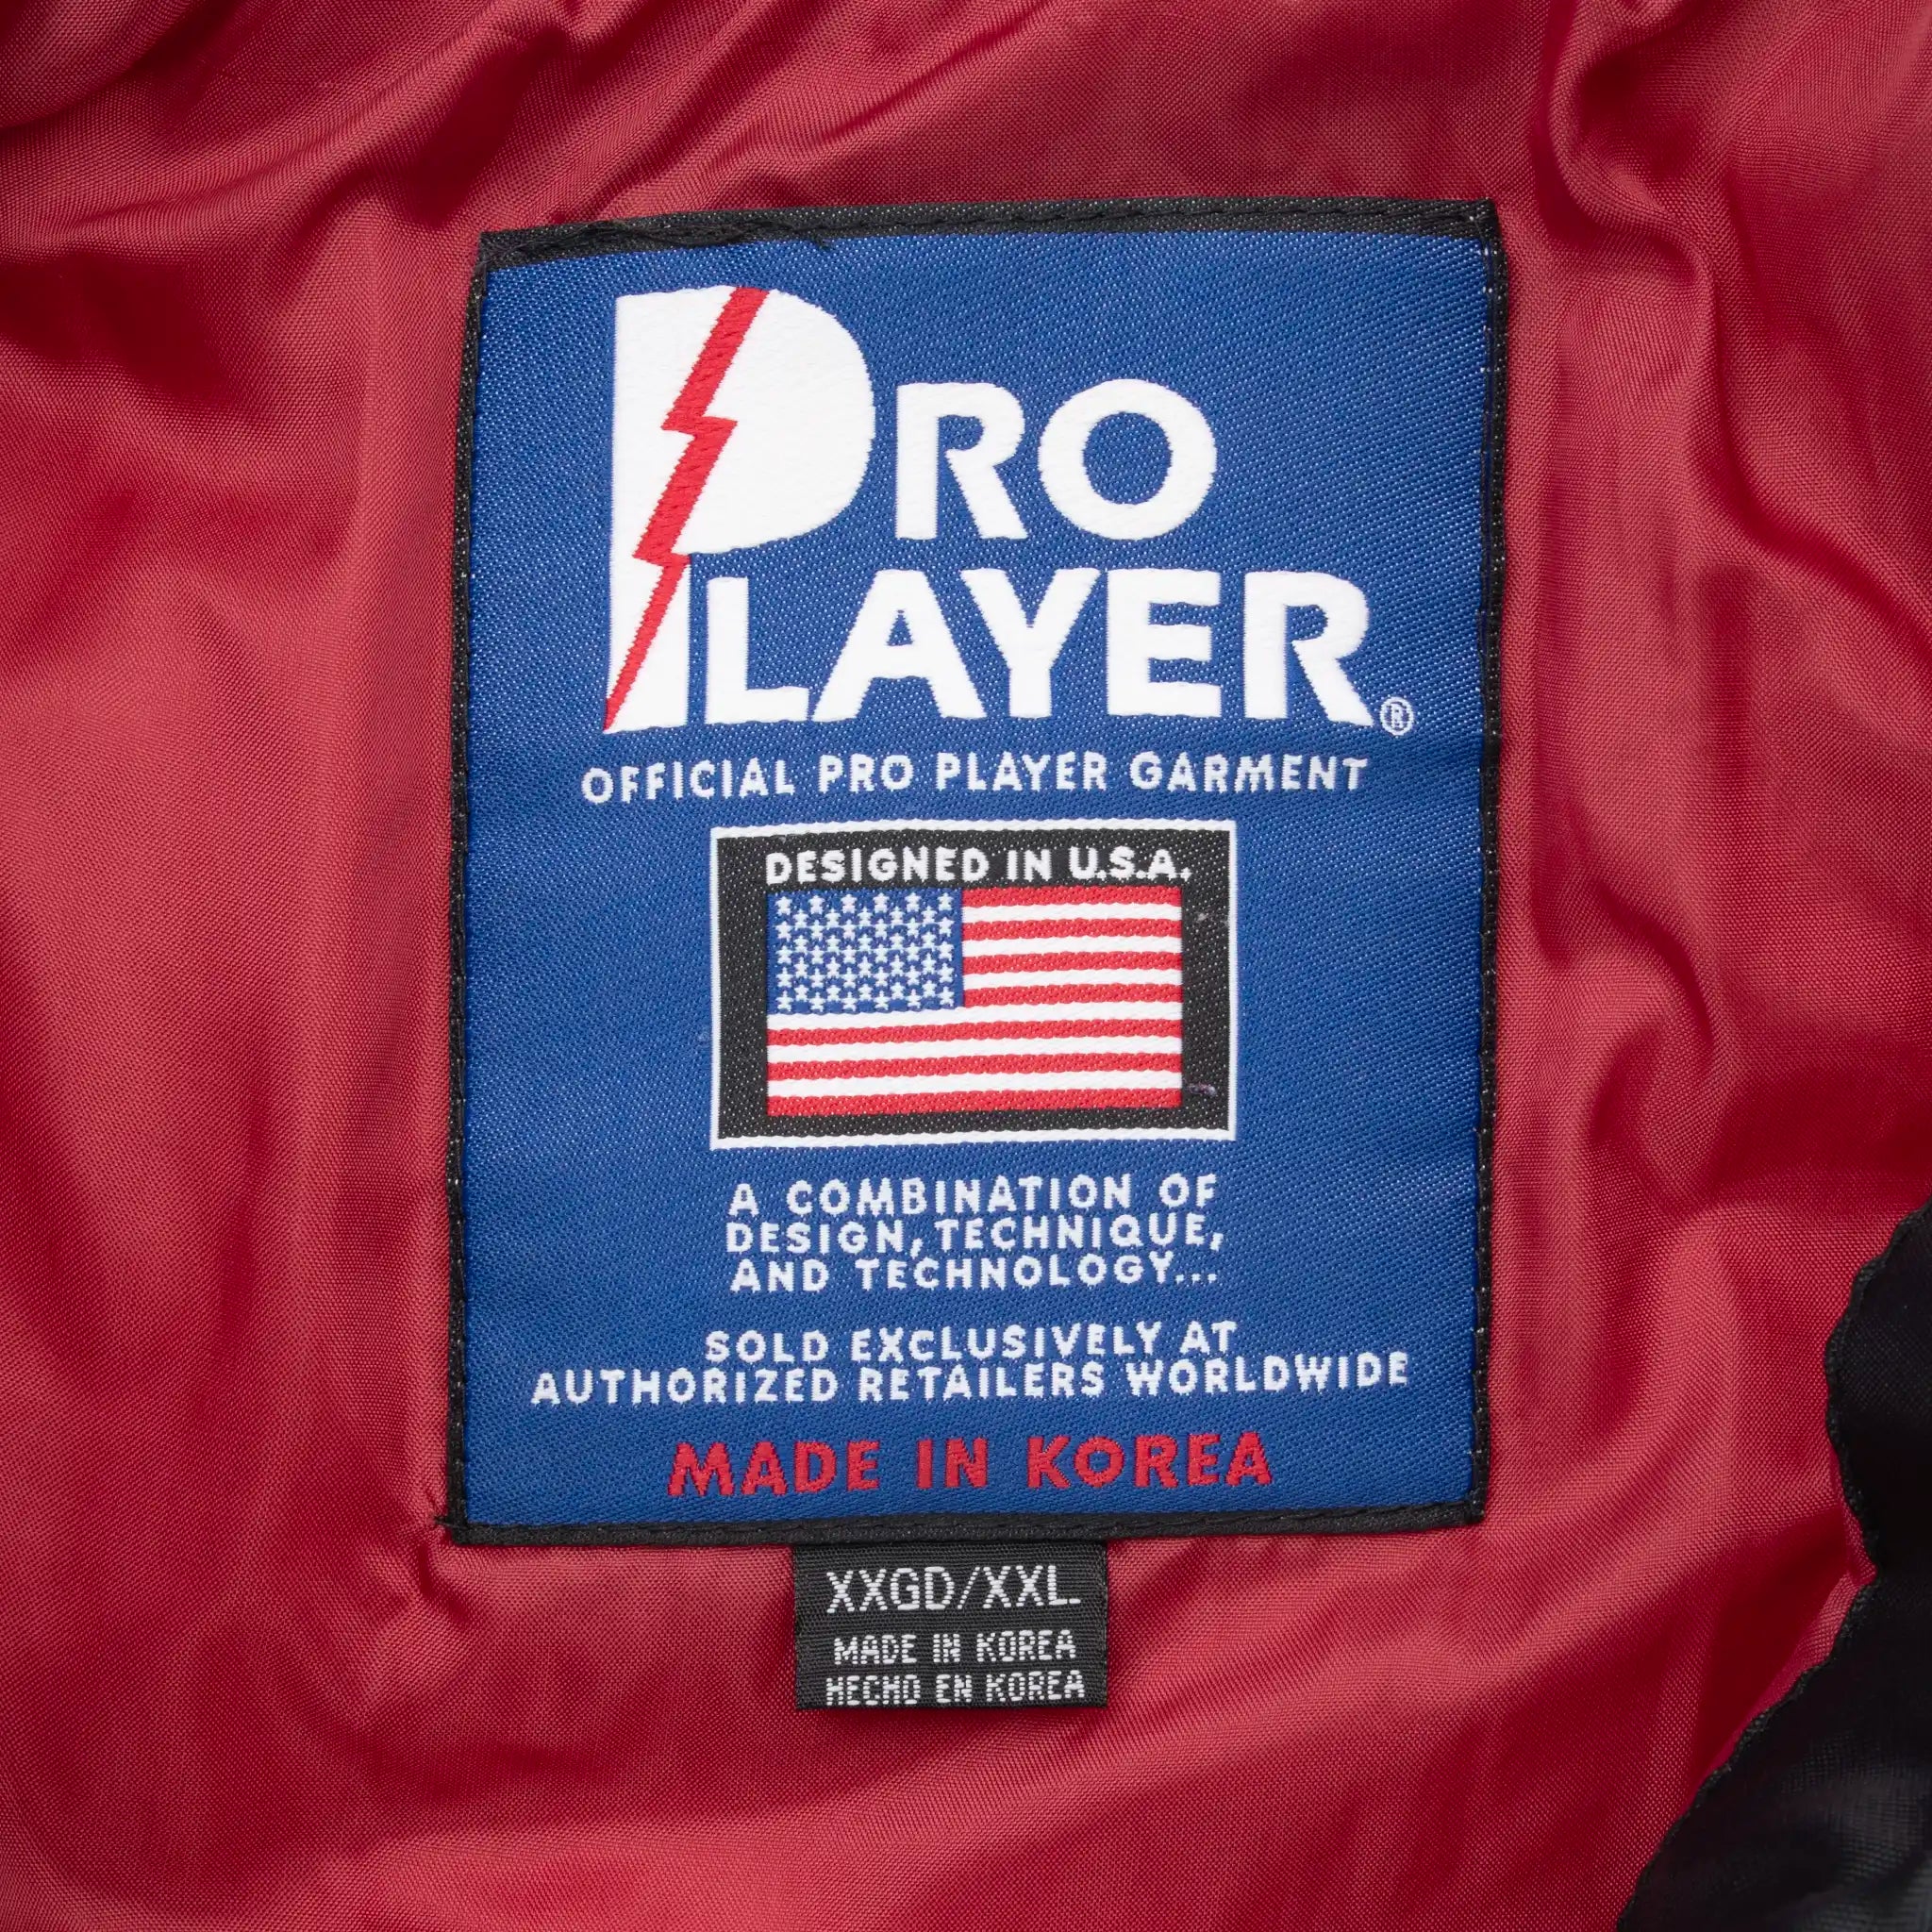 PRO
PLAYER®
OFFICIAL PRO PLAYER GARMENT
DESIGNED IN U.S.A.
A COMBINATION OF
DESIGN, TECHNIQUE,
AND TECHNOLOGY...
SOLD EXCLUSIVELY AT
AUTHORIZED RETAILERS WORLDWIDE
MADE IN KOREA
XXGD/XXL
MADE IN KOREA
HECHO EN KOREA